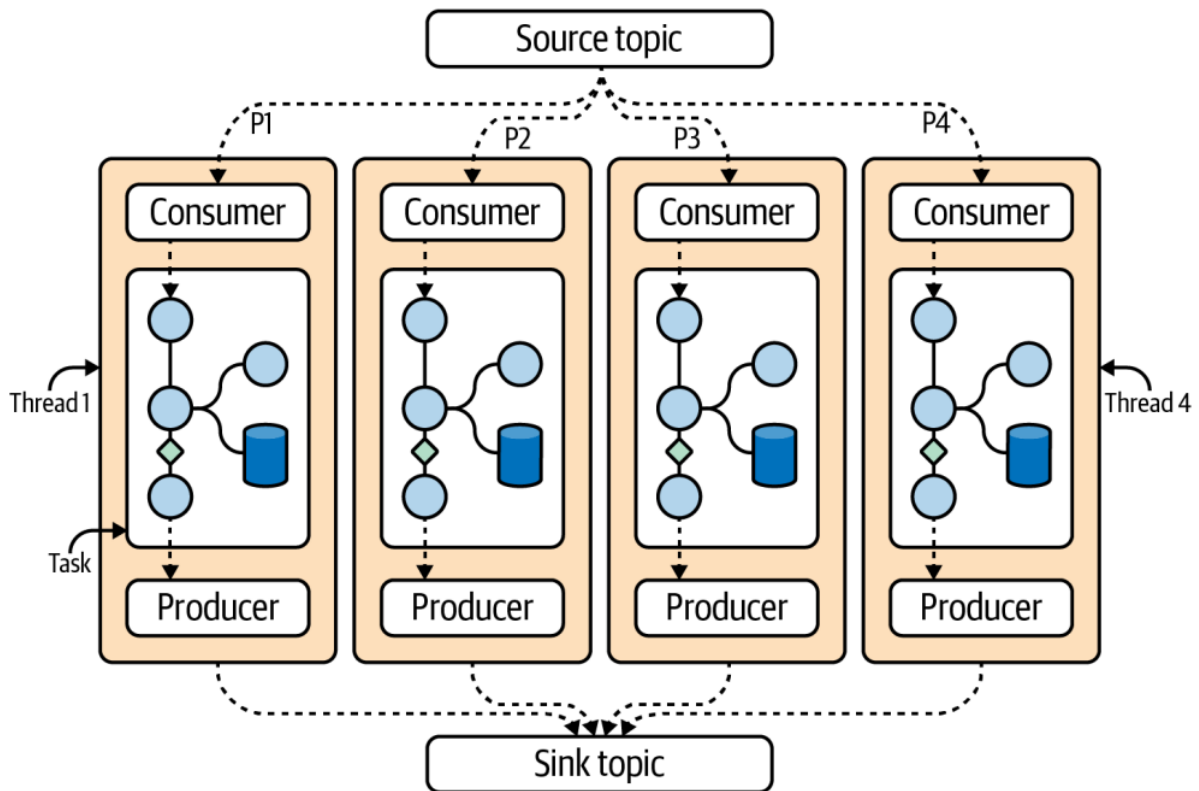 Source topic
P1
P2
P3
P4
Consumer
Consumer
Consumer
Consumer
Thread 1
Thread 4
Task
Producer
Producer
Producer
Producer
Sink topic